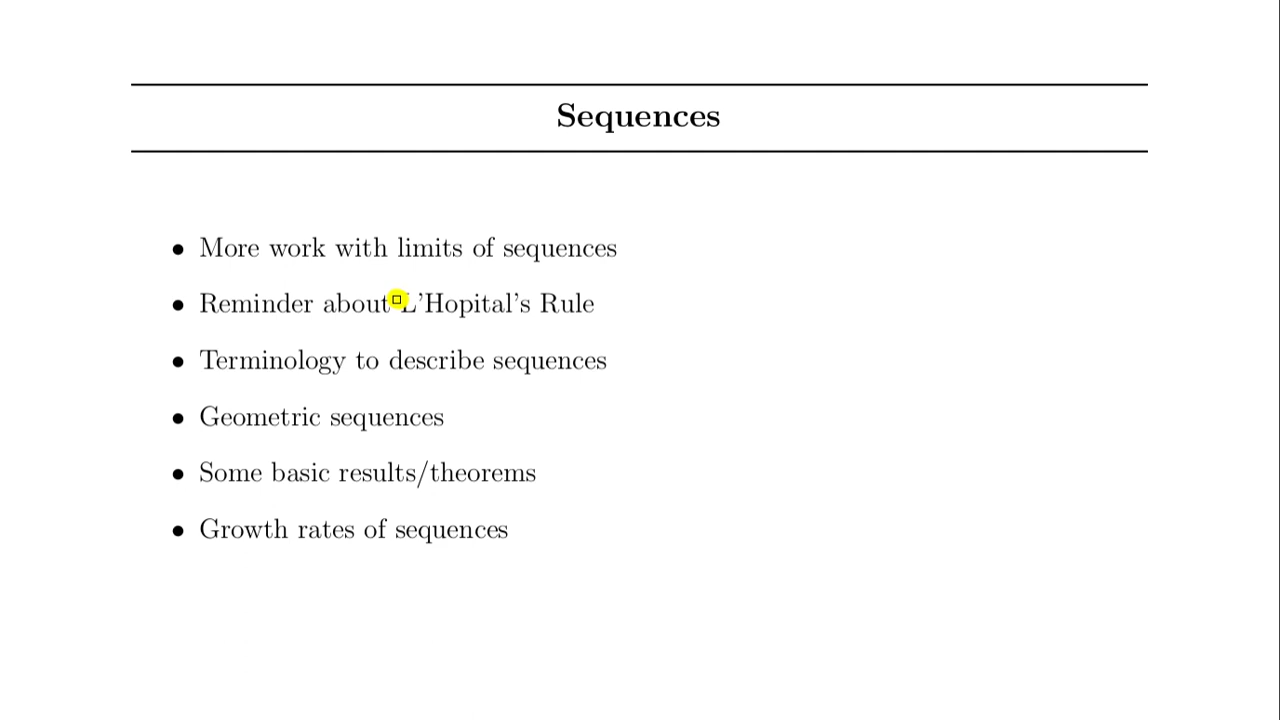 Sequences
• More work with limits of sequences
• Reminder about L'Hopital's Rule
• Terminology to describe sequences
• Geometric sequences
• Some basic results/theorems
• Growth rates of sequences